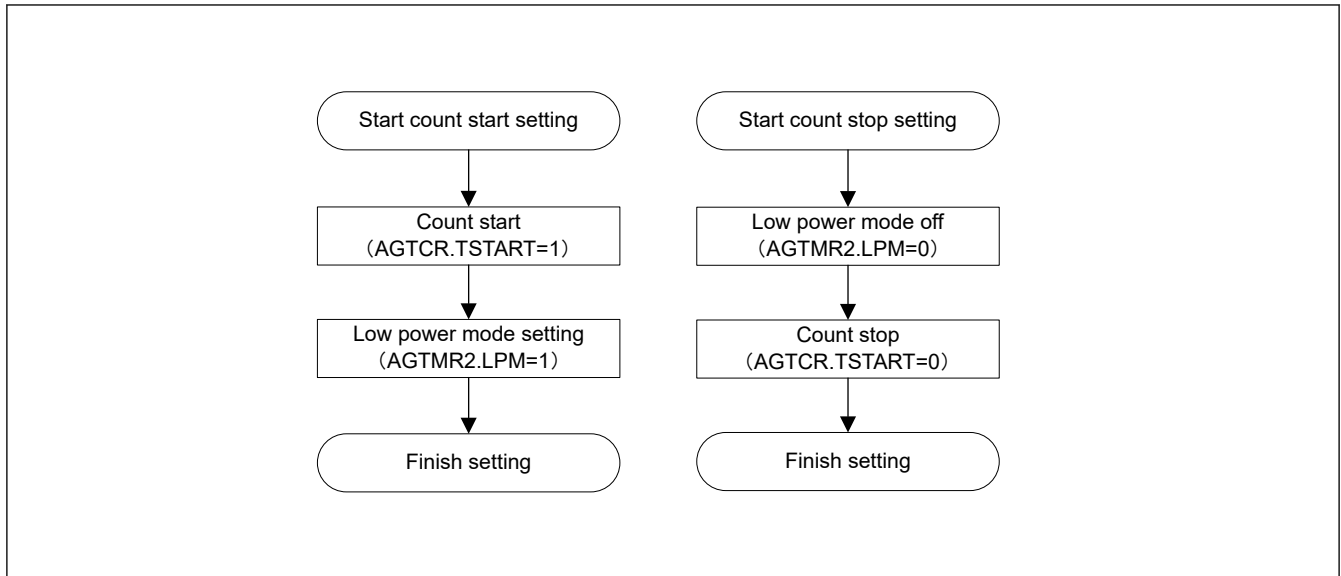 Start count start setting
Count start
（AGTCR.TSTART=1）
Low power mode setting
（AGTMR2.LPM=1）
Finish setting
Start count stop setting
Low power mode off
（AGTMR2.LPM=0）
Count stop
（AGTCR.TSTART=0）
Finish setting